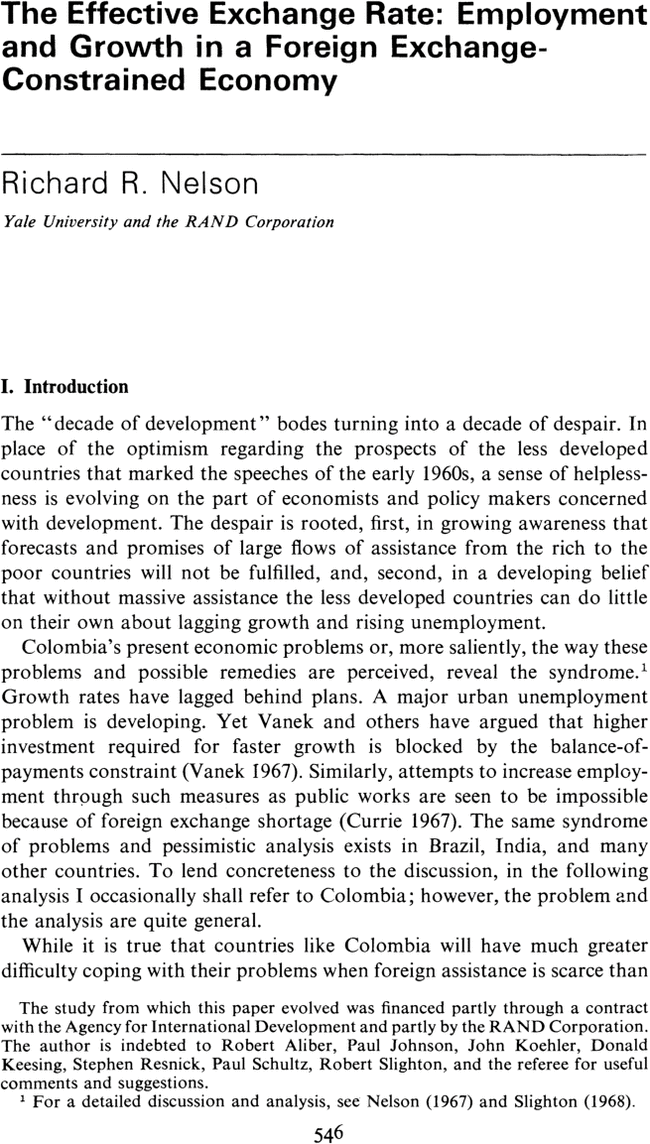 The Effective Exchange Rate: Employment
and Growth in a Foreign Exchange-
Constrained Economy
Richard R. Nelson
Yale University and the RAND Corporation
I. Introduction
The “decade of development” bodes turning into a decade of despair. In
place of the optimism regarding the prospects of the less developed
countries that marked the speeches of the early 1960s, a sense of helpless-
ness is evolving on the part of economists and policy makers concerned
with development. The despair is rooted, first, in growing awareness that
forecasts and promises of large flows of assistance from the rich to the
poor countries will not be fulfilled, and, second, in a developing belief
that without massive assistance the less developed countries can do little
on their own about lagging growth and rising unemployment.
Colombia’s present economic problems or, more saliently, the way these
problems and possible remedies are perceived, reveal the syndrome.¹
Growth rates have lagged behind plans. A major urban unemployment
problem is developing. Yet Vanek and others have argued that higher
investment required for faster growth is blocked by the balance-of-
payments constraint (Vanek 1967). Similarly, attempts to increase employ-
ment through such measures as public works are seen to be impossible
because of foreign exchange shortage (Currie 1967). The same syndrome
of problems and pessimistic analysis exists in Brazil, India, and many
other countries. To lend concreteness to the discussion, in the following
analysis I occasionally shall refer to Colombia; however, the problem and
the analysis are quite general.
While it is true that countries like Colombia will have much greater
difficulty coping with their problems when foreign assistance is scarce than
The study from which this paper evolved was financed partly through a contract
with the Agency for International Development and partly by the RAND Corporation.
The author is indebted to Robert Aliber, Paul Johnson, John Koehler, Donald
Keesing, Stephen Resnick, Paul Schultz, Robert Slighton, and the referee for useful
comments and suggestions.
¹ For a detailed discussion and analysis, see Nelson (1967) and Slighton (1968).
546